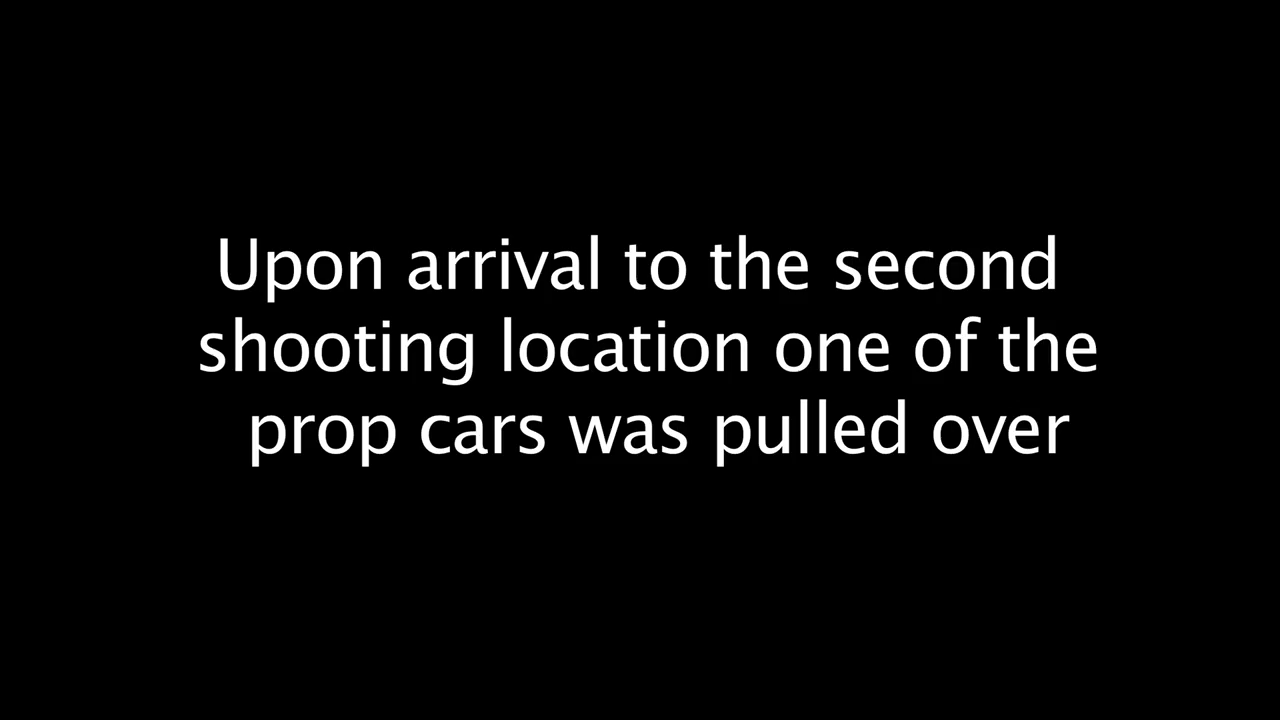 Upon arrival to the second
shooting location one of the
prop cars was pulled over